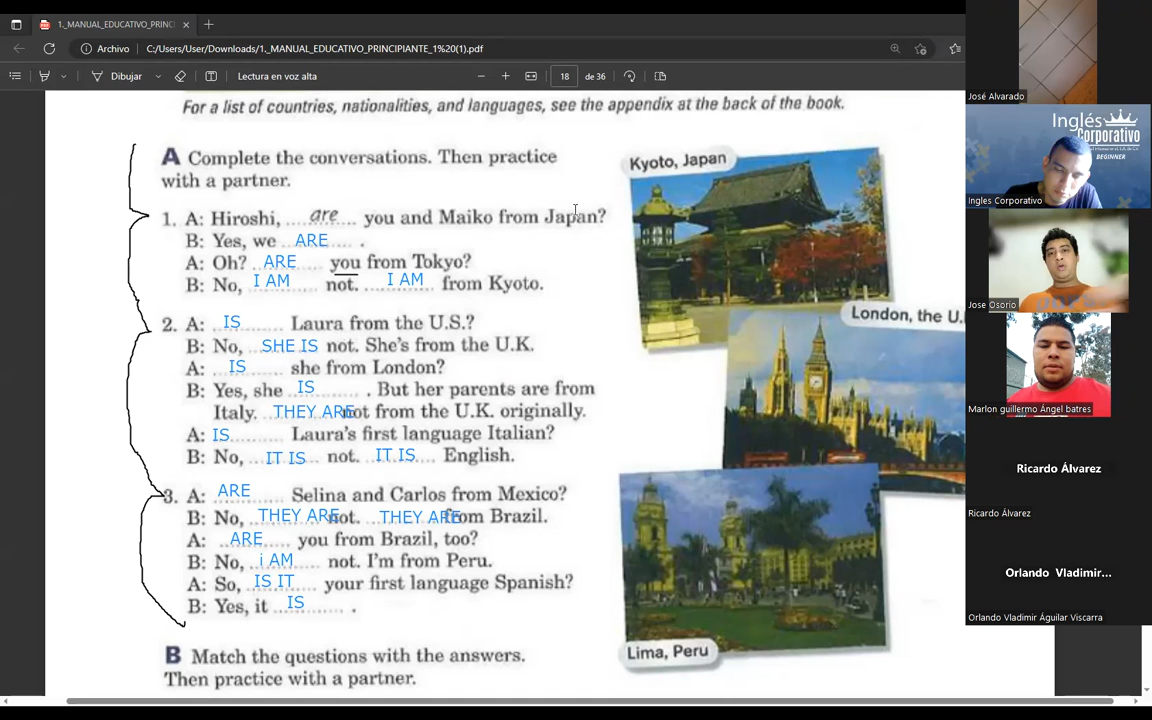 1._MANUAL_EDUCATIVO_PRINCI
Archivo
C:/Users/User/Downloads/1._MANUAL_EDUCATIVO_PRINCIPIANTE_1%20(1).pdf
Dibujar
Lectura en voz alta
18
de 36
For a list of countries, nationalities, and languages, see the appendix at the back of the book.
A Complete the conversations. Then practice
with a partner.
1. A: Hiroshi, are you and Maiko from Japan?
B: Yes, we ARE .
A: Oh? ARE you from Tokyo?
B: No, I AM not. I AM from Kyoto.
2. A: IS Laura from the U.S.?
B: No, SHE IS not. She's from the U.K.
A: IS she from London?
B: Yes, she IS . But her parents are from
Italy. THEY ARE not from the U.K. originally.
A: IS Laura's first language Italian?
B: No, IT IS not. IT IS English.
3. A: ARE Selina and Carlos from Mexico?
B: No, THEY ARE not. THEY ARE from Brazil.
A: ARE you from Brazil, too?
B: No, i AM not. I'm from Peru.
A: So, IS IT your first language Spanish?
B: Yes, it IS .
B Match the questions with the answers.
Then practice with a partner.
Kyoto, Japan
London, the U.
Lima, Peru
José Alvarado
Inglés
Corporativo
BEGINNER
Ingles Corporativo
Jose Osorio
Marlon guillermo Ángel batres
Ricardo Álvarez
Ricardo Álvarez
Orlando Vladimir...
Orlando Vladimir Águilar Viscarra